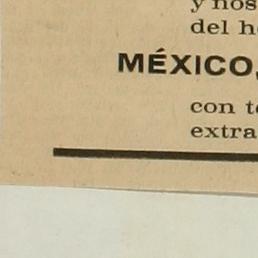 y nos
del h
MÉXICO,
con t
extra